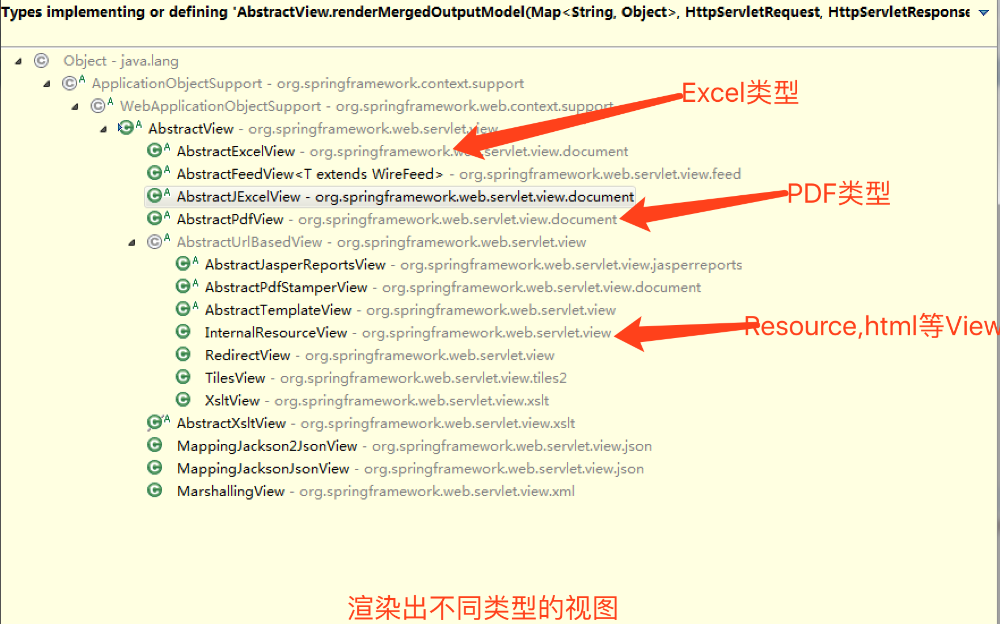 Types implementing or defining 'AbstractView.renderMergedOutputModel(Map<String, Object>, HttpServletRequest, HttpServletResponse
Object - java.lang
ApplicationObjectSupport - org.springframework.context.support
Excel类型
WebApplicationObjectSupport - org.springframework.web.context.support
AbstractView - org.springframework.web.servlet.view
AbstractExcelView - org.springframework.web.servlet.view.document
AbstractFeedView<T extends WireFeed> - org.springframework.web.servlet.view.feed
PDF类型
AbstractJExcelView - org.springframework.web.servlet.view.document
AbstractPdfView - org.springframework.web.servlet.view.document
AbstractUrlBasedView - org.springframework.web.servlet.view
AbstractJasperReportsView - org.springframework.web.servlet.view.jasperreports
AbstractPdfStamperView - org.springframework.web.servlet.view.document
AbstractTemplateView - org.springframework.web.servlet.view
Resource,html等View
InternalResourceView - org.springframework.web.servlet.view
RedirectView - org.springframework.web.servlet.view
TilesView - org.springframework.web.servlet.view.tiles2
XsltView - org.springframework.web.servlet.view.xslt
AbstractXsltView - org.springframework.web.servlet.view.xslt
MappingJackson2JsonView - org.springframework.web.servlet.view.json
MappingJacksonJsonView - org.springframework.web.servlet.view.json
MarshallingView - org.springframework.web.servlet.view.xml
渲染出不同类型的视图